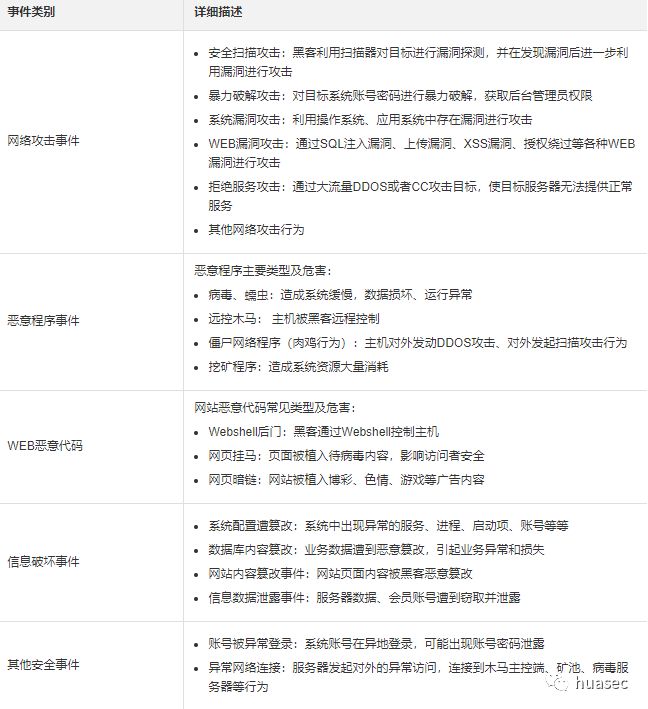 事件类别
详细描述
网络攻击事件
安全扫描攻击：黑客利用扫描器对目标进行漏洞探测，并在发现漏洞后进一步利
用漏洞进行攻击
暴力破解攻击：对目标系统账号密码进行暴力破解，获取后台管理员权限
系统漏洞攻击：利用操作系统、应用系统中存在漏洞进行攻击
WEB漏洞攻击：通过SQL注入漏洞、上传漏洞、XSS漏洞、授权绕过等各种WEB
漏洞进行攻击
拒绝服务攻击：通过大流量DDOS或者CC攻击目标，使目标服务器无法提供正常
服务
其他网络攻击行为
恶意程序事件
恶意程序主要类型及危害：
病毒、蠕虫：造成系统缓慢，数据损坏、运行异常
远控木马： 主机被黑客远程控制
僵尸网络程序（肉鸡行为）：主机对外发动DDOS攻击、对外发起扫描攻击行为
挖矿程序：造成系统资源大量消耗
WEB恶意代码
网站恶意代码常见类型及危害：
Webshell后门：黑客通过Webshell控制主机
网页挂马：页面被植入待病毒内容，影响访问者安全
网页暗链：网站被植入博彩、色情、游戏等广告内容
信息破坏事件
系统配置遭篡改：系统中出现异常的服务、进程、启动项、账号等等
数据库内容篡改：业务数据遭到恶意篡改，引起业务异常和损失
网站内容篡改事件：网站页面内容被黑客恶意篡改
信息数据泄露事件：服务器数据、会员账号遭到窃取并泄露
其他安全事件
账号被异常登录：系统账号在异地登录，可能出现账号密码泄露
异常网络连接：服务器发起对外的异常访问，连接到木马主控端、矿池、病毒服
务器等行为
huasec